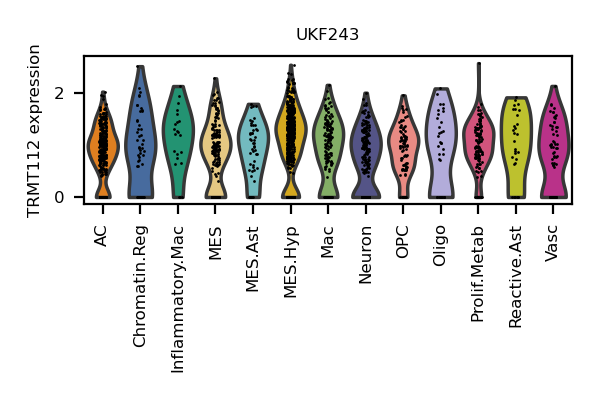 UKF243
TRMT112 expression
2
0
AC
Chromatin.Reg
Inflammatory.Mac
MES
MES.Ast
MES.Hyp
Mac
Neuron
OPC
Oligo
Prolif.Metab
Reactive.Ast
Vasc